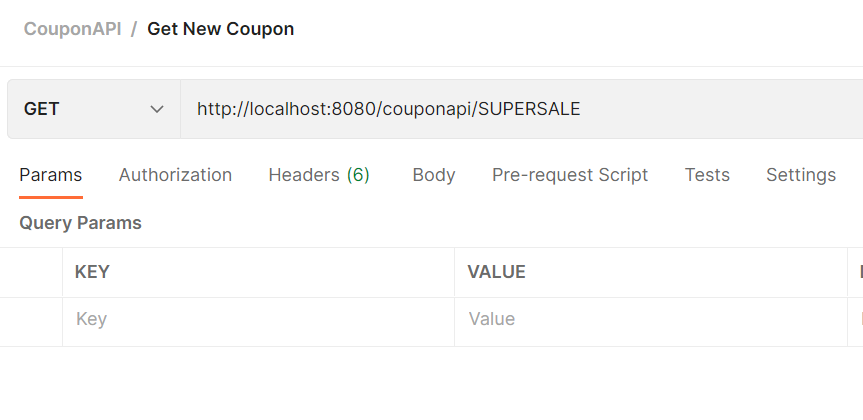 CouponAPI / Get New Coupon
GET http://localhost:8080/couponapi/SUPERSALE
Params Authorization Headers (6) Body Pre-request Script Tests Settings
Query Params
KEY VALUE
Key Value